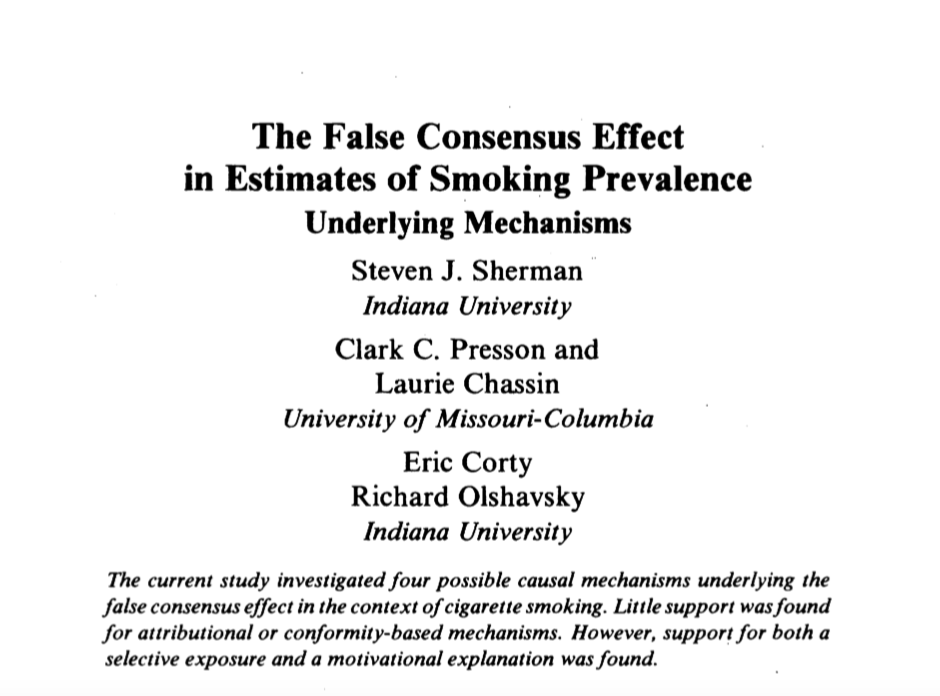 The False Consensus Effect
in Estimates of Smoking Prevalence
Underlying Mechanisms
Steven J. Sherman
Indiana University
Clark C. Presson and
Laurie Chassin
University of Missouri-Columbia
Eric Corty
Richard Olshavsky
Indiana University
The current study investigated four possible causal mechanisms underlying the
false consensus effect in the context of cigarette smoking. Little support was found
for attributional or conformity-based mechanisms. However, support for both a
selective exposure and a motivational explanation was found.